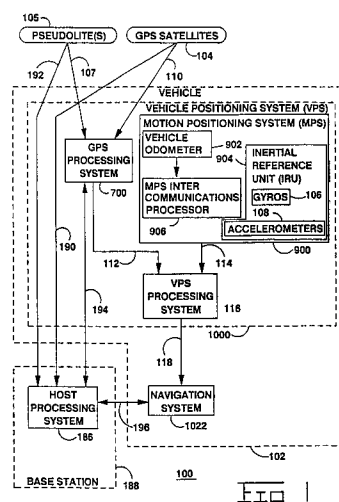 105
PSEUDOLITE(S)
GPS SATELLITES
104
192
107
110
VEHICLE
VEHICLE POSITIONING SYSTEM (VPS)
MOTION POSITIONING SYSTEM (MPS)
VEHICLE
ODOMETER
902
904
INERTIAL
REFERENCE
UNIT (IRU)
GPS
PROCESSING
SYSTEM
700
MPS INTER
COMMUNICATIONS
PROCESSOR
906
GYROS
106
108
ACCELEROMETERS
900
190
112
114
194
VPS
PROCESSING
SYSTEM
116
1000
118
HOST
PROCESSING
SYSTEM
186
196
NAVIGATION
SYSTEM
1022
102
BASE STATION
188
100
FIG 1